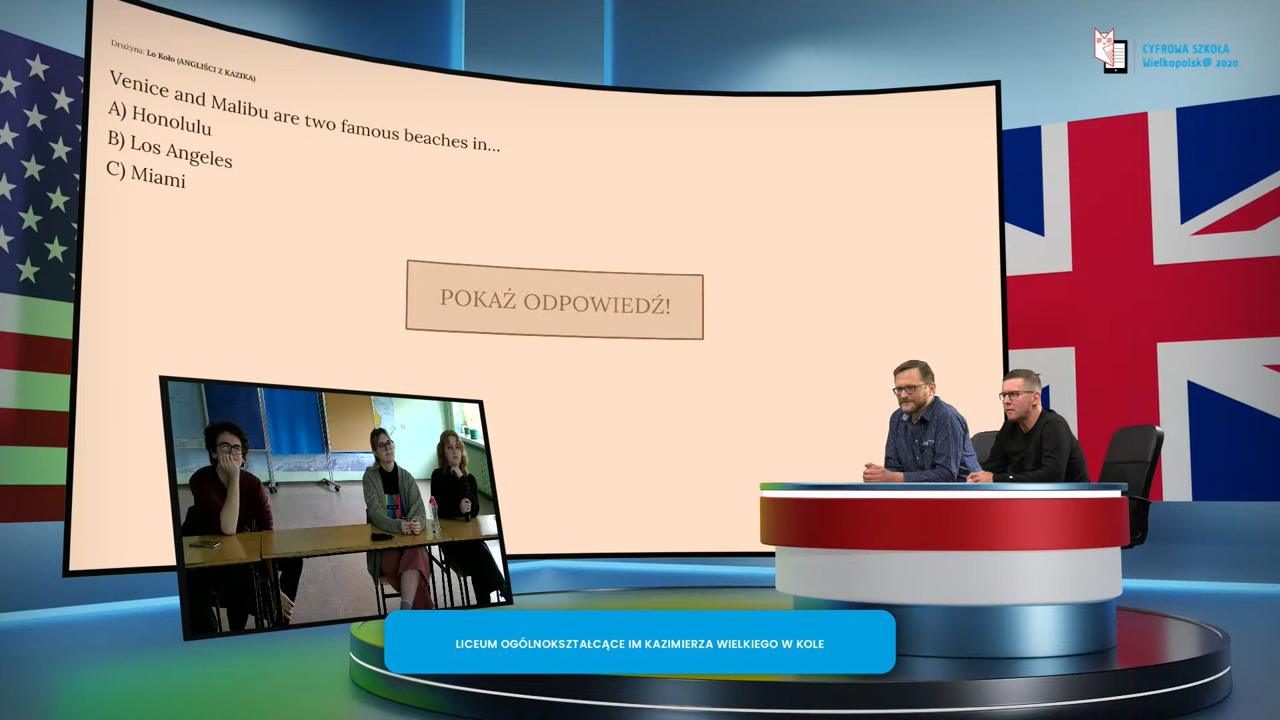 Drużyna: Lo Koło (ANGLIŚCI Z KAZIKA)
Venice and Malibu are two famous beaches in...
A) Honolulu
B) Los Angeles
C) Miami
POKAŻ ODPOWIEDŹ!
CYFROWA SZKOŁA
Wielkopolsk@ 2020
LICEUM OGÓLNOKSZTAŁCĄCE IM KAZIMIERZA WIELKIEGO W KOLE